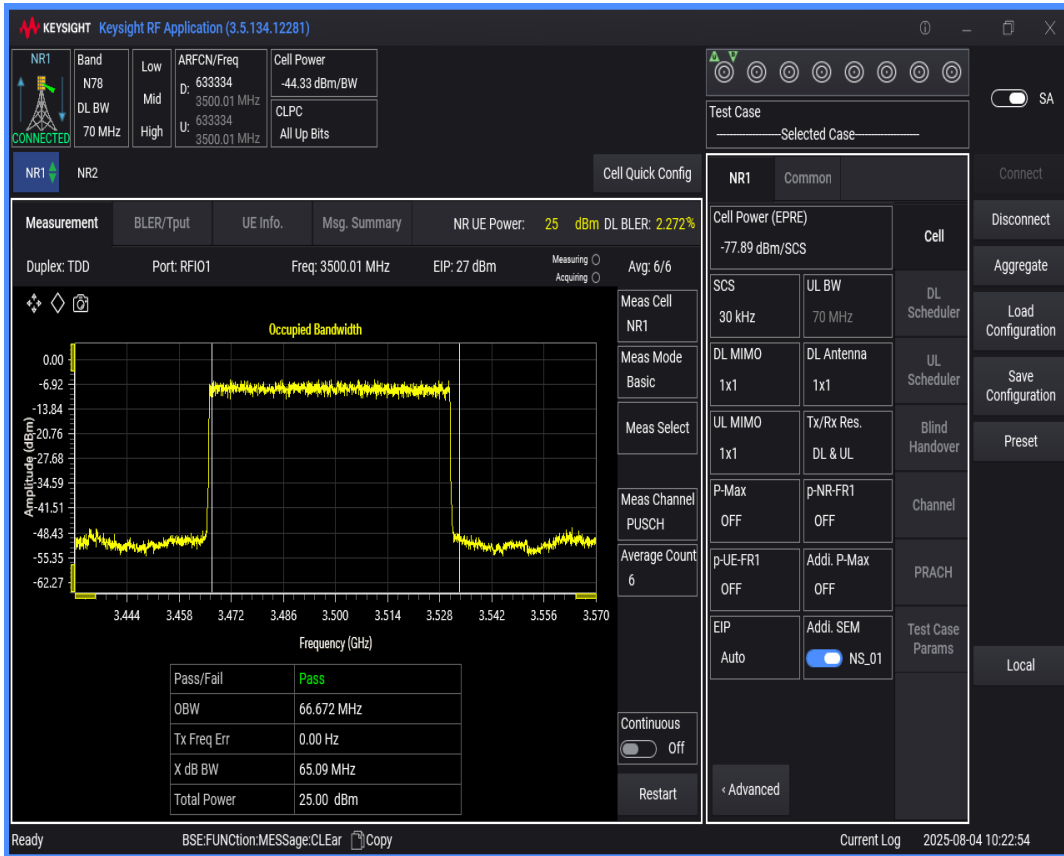 KEYSIGHT Keysight RF Application (3.5.134.12281)
NR1
CONNECTED
Band
N78
DL BW
70 MHz
Low
Mid
High
ARFCN/Freq
D: 633334
3500.01 MHz
U: 633334
3500.01 MHz
Cell Power
-44.33 dBm/BW
CLPC
All Up Bits
Test Case
--------------------Selected Case--------------------
SA
NR1
NR2
Cell Quick Config
Measurement
BLER/Tput
UE Info.
Msg. Summary
NR UE Power: 25 dBm DL BLER: 2.272%
Duplex: TDD
Port: RFIO1
Freq: 3500.01 MHz
EIP: 27 dBm
Measuring
Acquiring
Avg: 6/6
Occupied Bandwidth
Amplitude (dBm)
0.00
-6.92
-13.84
-20.76
-27.68
-34.59
-41.51
-48.43
-55.35
-62.27
3.444 3.458 3.472 3.486 3.500 3.514 3.528 3.542 3.556 3.570
Frequency (GHz)
Pass/Fail Pass
OBW 66.672 MHz
Tx Freq Err 0.00 Hz
X dB BW 65.09 MHz
Total Power 25.00 dBm
Meas Cell
NR1
Meas Mode
Basic
Meas Select
Meas Channel
PUSCH
Average Count
6
Continuous
Off
Restart
NR1
Common
Cell Power (EPRE)
-77.89 dBm/SCS
SCS
30 kHz
UL BW
70 MHz
DL MIMO
1x1
DL Antenna
1x1
UL MIMO
1x1
Tx/Rx Res.
DL & UL
P-Max
OFF
p-NR-FR1
OFF
p-UE-FR1
OFF
Addi. P-Max
OFF
EIP
Auto
Addi. SEM
NS_01
‹ Advanced
Cell
DL
Scheduler
UL
Scheduler
Blind
Handover
Channel
PRACH
Test Case
Params
Connect
Disconnect
Aggregate
Load
Configuration
Save
Configuration
Preset
Local
Ready
BSE:FUNCtion:MESSage:CLEar Copy
Current Log
2025-08-04 10:22:54